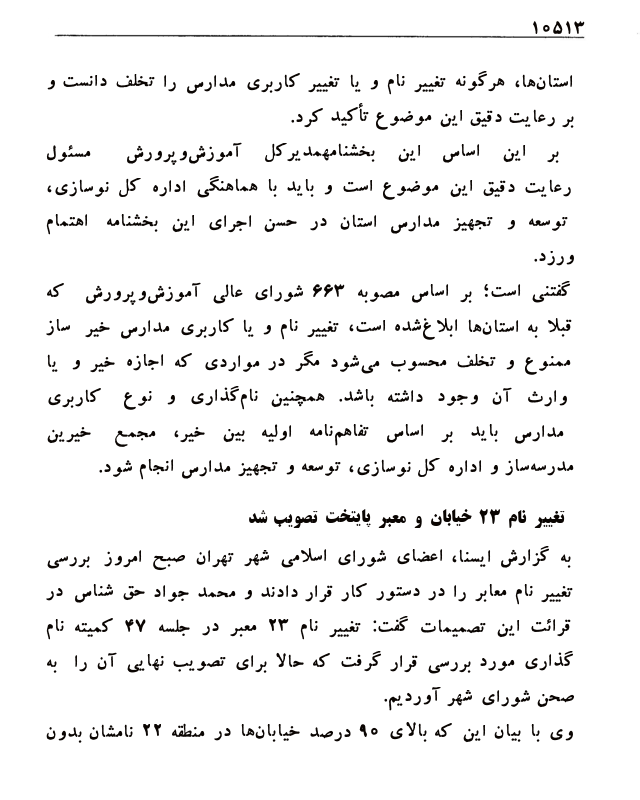 ۱۰۵۱۳
استان‌ها، هرگونه تغییر نام و یا تغییر کاربری مدارس را تخلف دانست و
بر رعایت دقیق این موضوع تأکید کرد.
بر این اساس این بخشنامهمدیرکل آموزش‌وپرورش مسئول
رعایت دقیق این موضوع است و باید با هماهنگی اداره کل نوسازی،
توسعه و تجهیز مدارس استان در حسن اجرای این بخشنامه اهتمام
ورزد.
گفتنی است؛ بر اساس مصوبه ۶۶۳ شورای عالی آموزش‌وپرورش که
قبلا به استان‌ها ابلاغ‌شده است، تغییر نام و یا کاربری مدارس خیر ساز
ممنوع و تخلف محسوب می‌شود مگر در مواردی که اجازه خیر و یا
وارث آن وجود داشته باشد. همچنین نام‌گذاری و نوع کاربری
مدارس باید بر اساس تفاهم‌نامه اولیه بین خیر، مجمع خیرین
مدرسه‌ساز و اداره کل نوسازی، توسعه و تجهیز مدارس انجام شود.
تغییر نام ۲۳ خیابان و معبر پایتخت تصویب شد
به گزارش ایسنا، اعضای شورای اسلامی شهر تهران صبح امروز بررسی
تغییر نام معابر را در دستور کار قرار دادند و محمد جواد حق شناس در
قرائت این تصمیمات گفت: تغییر نام ۲۳ معبر در جلسه ۴۷ کمیته نام
گذاری مورد بررسی قرار گرفت که حالا برای تصویب نهایی آن را به
صحن شورای شهر آوردیم.
وی با بیان این که بالای ۹۰ درصد خیابان‌ها در منطقه ۲۲ نامشان بدون